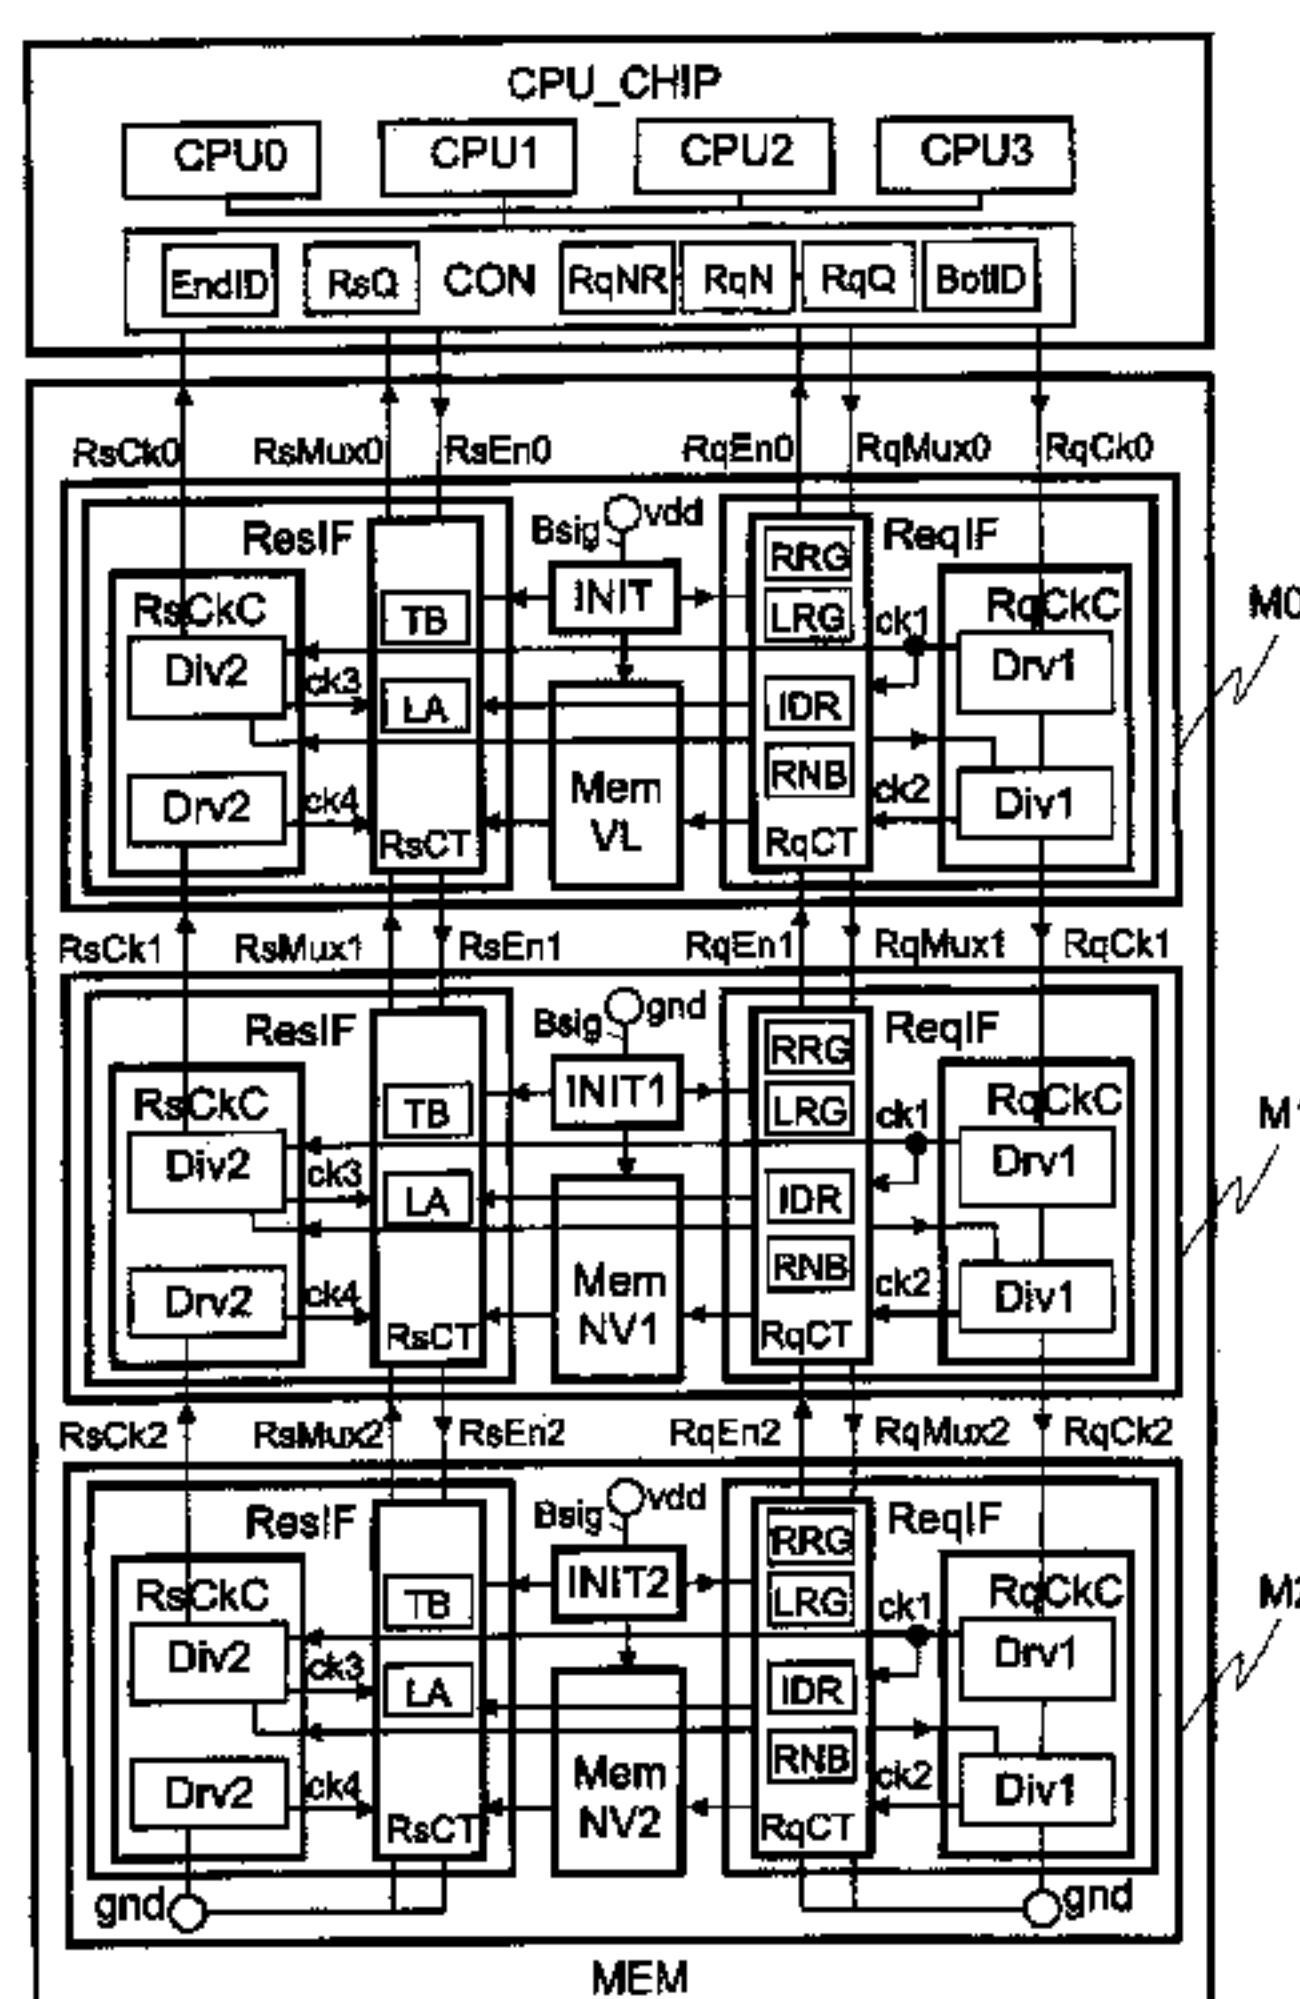 CPU_CHIP
CPU0 CPU1 CPU2 CPU3
EndID RsQ CON RqNR RqN RqQ BotID
RsCk0 RsMux0 RsEn0 RqEn0 RqMux0 RqCk0
Bsig vdd
ResIF ReqIF
RsCkC INIT RRG RqCkC
TB LRG ck1
M0
Div2 Drv1
ck3 LA IDR
Mem VL
RNB
Drv2 ck4 ck2 Div1
RsCT RqCT
RsCk1 RsMux1 RsEn1 RqEn1 RqMux1 RqCk1
Bsig gnd
ResIF ReqIF
RsCkC INIT1 RRG RqCkC
TB LRG ck1
M1
Div2 Drv1
ck3 LA IDR
Mem NV1
RNB
Drv2 ck4 ck2 Div1
RsCT RqCT
RsCk2 RsMux2 RsEn2 RqEn2 RqMux2 RqCk2
Bsig vdd
ResIF ReqIF
RsCkC INIT2 RRG RqCkC
TB LRG ck1
M2
Div2 Drv1
ck3 LA IDR
Mem NV2
RNB
Drv2 ck4 ck2 Div1
RsCT RqCT
gnd gnd
MEM